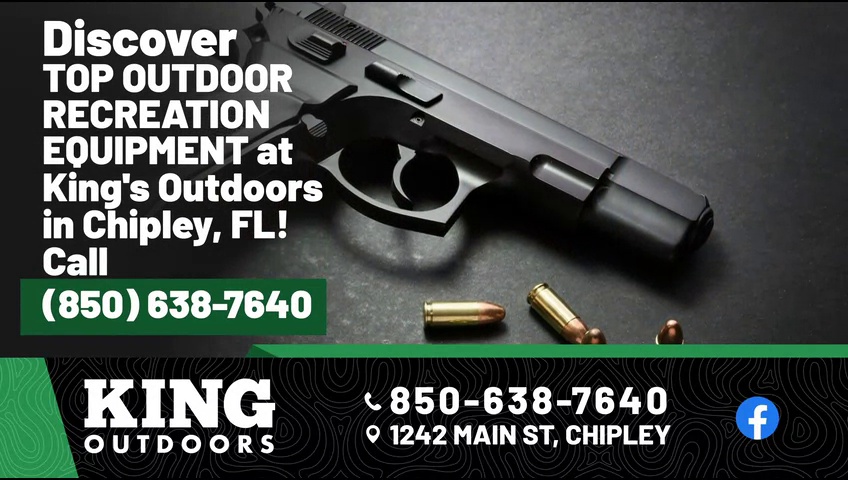 Discover
TOP OUTDOOR
RECREATION
EQUIPMENT at
King's Outdoors
in Chipley, FL!
Call
(850) 638-7640
KING
OUTDOORS
850-638-7640
1242 MAIN ST, CHIPLEY